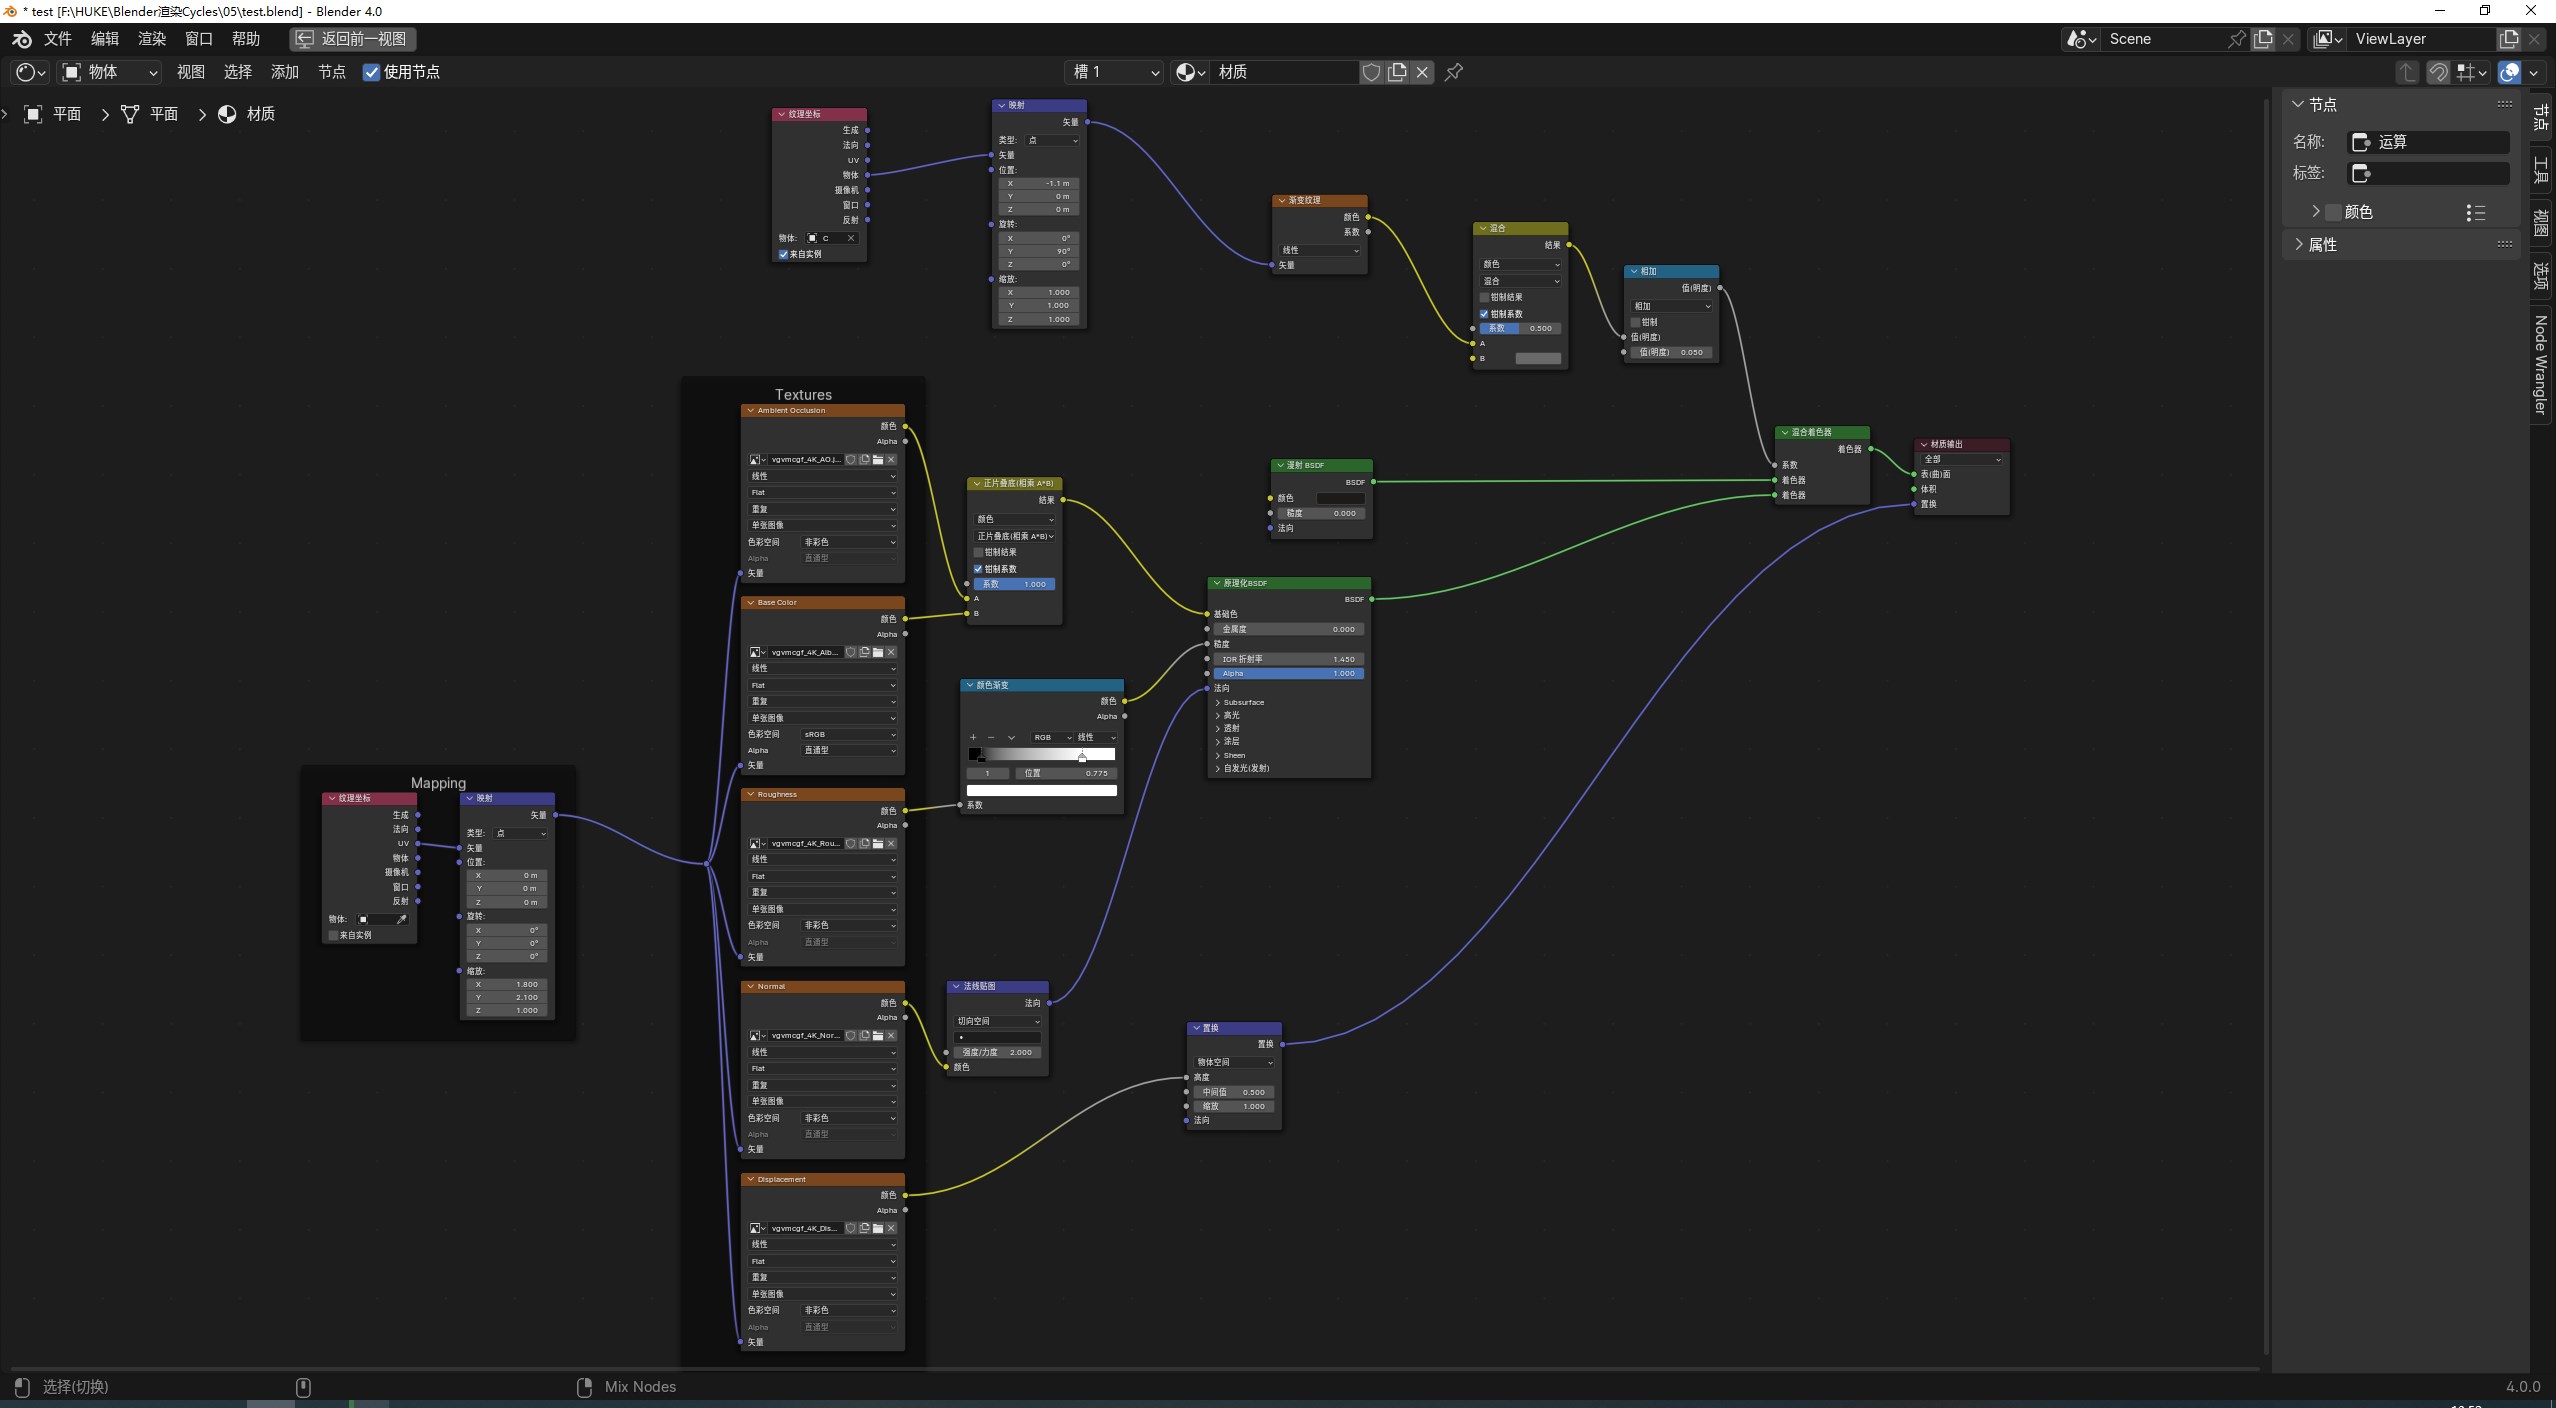 * test [F:\HUKE\Blender渲染Cycles\05\test.blend] - Blender 4.0
文件 编辑 渲染 窗口 帮助 返回前一视图 Scene ViewLayer
物体 视图 选择 添加 节点 使用节点 槽 1 材质
平面 平面 材质
纹理坐标
生成
法向
UV
物体
摄像机
窗口
反射
物体: C
来自实例
映射
矢量
类型: 点
矢量
位置:
X -1.1 m
Y 0 m
Z 0 m
旋转:
X 0°
Y 90°
Z 0°
缩放:
X 1.000
Y 1.000
Z 1.000
渐变纹理
颜色
系数
线性
矢量
混合
结果
颜色
混合
钳制结果
钳制系数
系数 0.500
A
B
相加
值(明度)
相加
钳制
值(明度)
值(明度) 0.050
混合着色器
着色器
系数
着色器
着色器
材质输出
全部
表(曲)面
体积
置换
Textures
Ambient Occlusion
颜色
Alpha
vgvmcgf_4K_AO.j...
线性
Flat
重复
单张图像
色彩空间 非彩色
Alpha 直通型
矢量
Base Color
颜色
Alpha
vgvmcgf_4K_Alb...
线性
Flat
重复
单张图像
色彩空间 sRGB
Alpha 直通型
矢量
Roughness
颜色
Alpha
vgvmcgf_4K_Rou...
线性
Flat
重复
单张图像
色彩空间 非彩色
Alpha 直通型
矢量
Normal
颜色
Alpha
vgvmcgf_4K_Nor...
线性
Flat
重复
单张图像
色彩空间 非彩色
Alpha 直通型
矢量
Displacement
颜色
Alpha
vgvmcgf_4K_Dis...
线性
Flat
重复
单张图像
色彩空间 非彩色
Alpha 直通型
矢量
正片叠底(相乘 A*B)
结果
颜色
正片叠底(相乘 A*B)
钳制结果
钳制系数
系数 1.000
A
B
漫射 BSDF
BSDF
颜色
糙度 0.000
法向
原理化BSDF
BSDF
基础色
金属度 0.000
糙度
IOR 折射率 1.450
Alpha 1.000
法向
Subsurface
高光
透射
涂层
Sheen
自发光(发射)
颜色渐变
颜色
Alpha
RGB 线性
1 位置 0.775
系数
Mapping
纹理坐标
生成
法向
UV
物体
摄像机
窗口
反射
物体:
来自实例
映射
矢量
类型: 点
矢量
位置:
X 0 m
Y 0 m
Z 0 m
旋转:
X 0°
Y 0°
Z 0°
缩放:
X 1.800
Y 2.100
Z 1.000
法线贴图
法向
切向空间
强度/力度 2.000
颜色
置换
置换
物体空间
高度
中间值 0.500
缩放 1.000
法向
节点
名称: 运算
标签:
颜色
属性
节点
工具
视图
选项
Node Wrangler
选择(切换) Mix Nodes 4.0.0